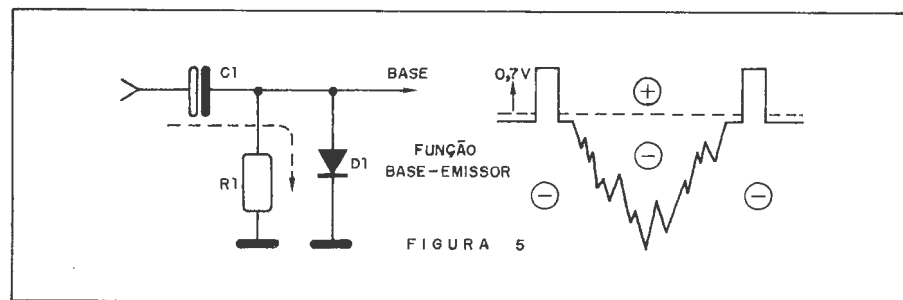 C1
BASE
R1
D1
FUNÇÃO
BASE-EMISSOR
0,7V
+
-
-
-
FIGURA 5